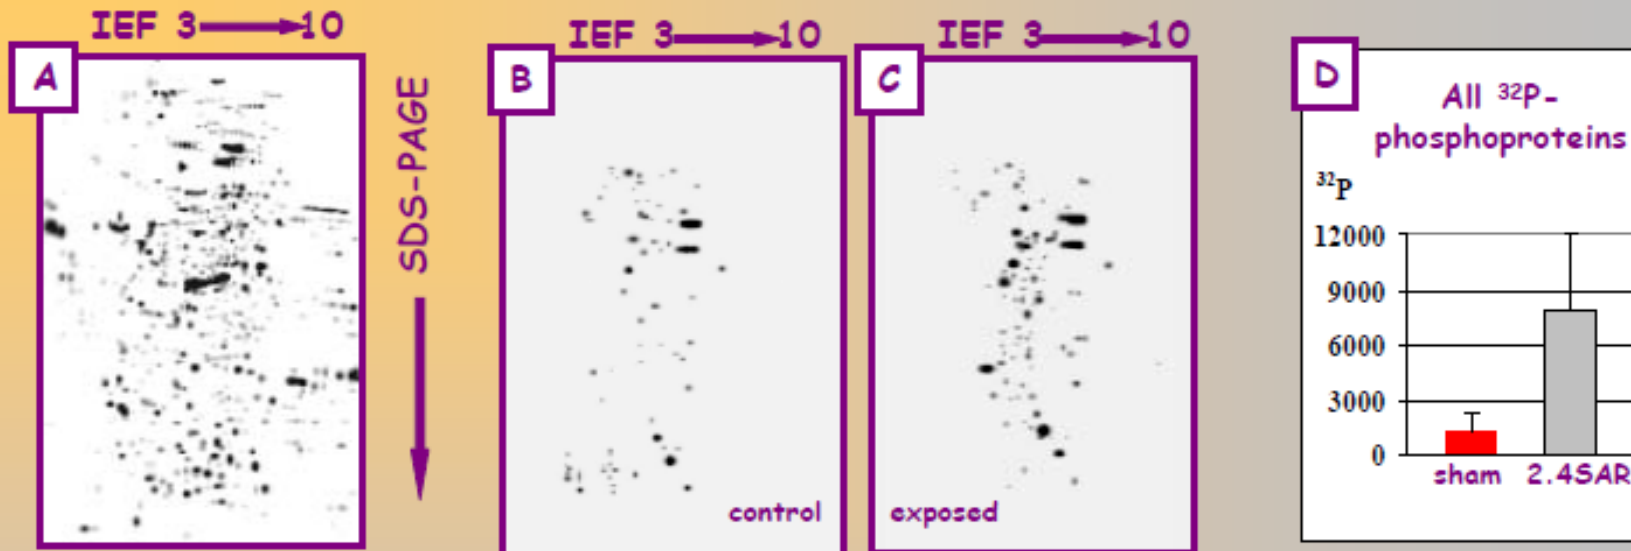 IEF 3 10
A
SDS-PAGE
IEF 3 10
B
control
IEF 3 10
C
exposed
D
All ³²P-
phosphoproteins
³²P
12000
9000
6000
3000
0
sham 2.4SAR